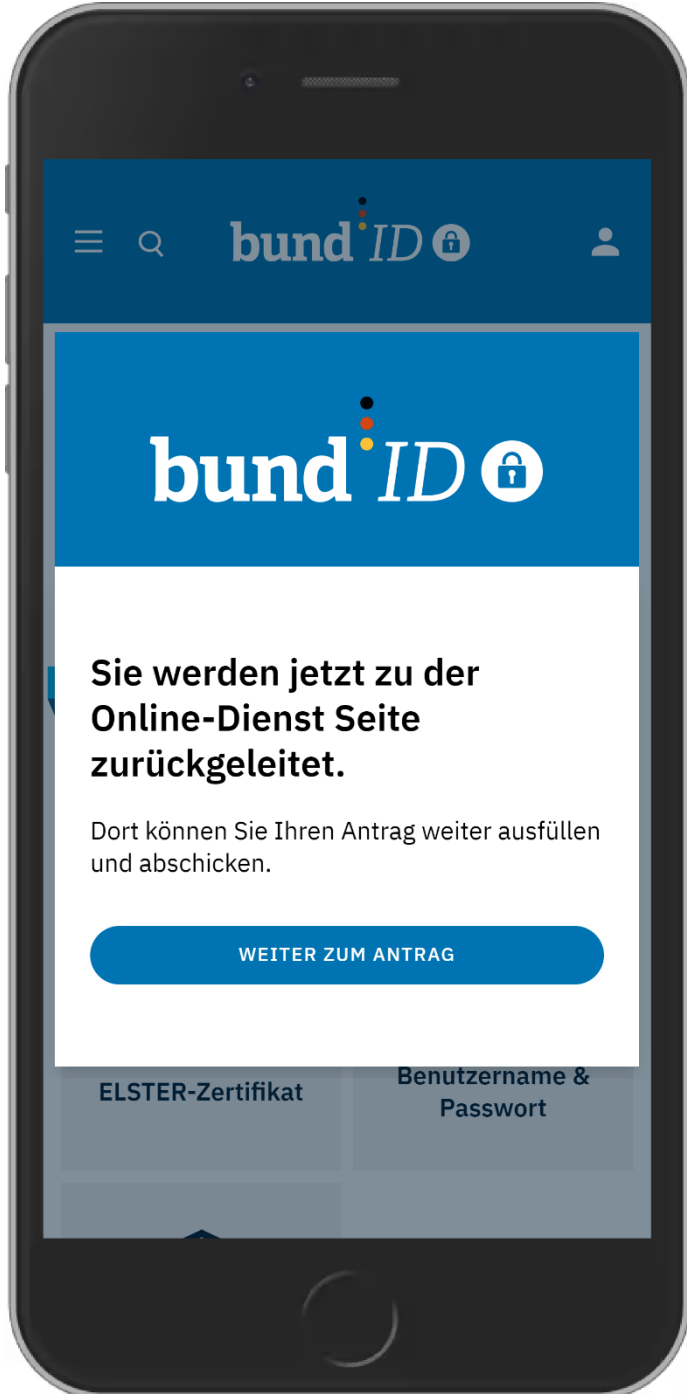 bund ID
bund ID
Sie werden jetzt zu der
Online-Dienst Seite
zurückgeleitet.
Dort können Sie Ihren Antrag weiter ausfüllen
und abschicken.
WEITER ZUM ANTRAG
ELSTER-Zertifikat
Benutzername &
Passwort